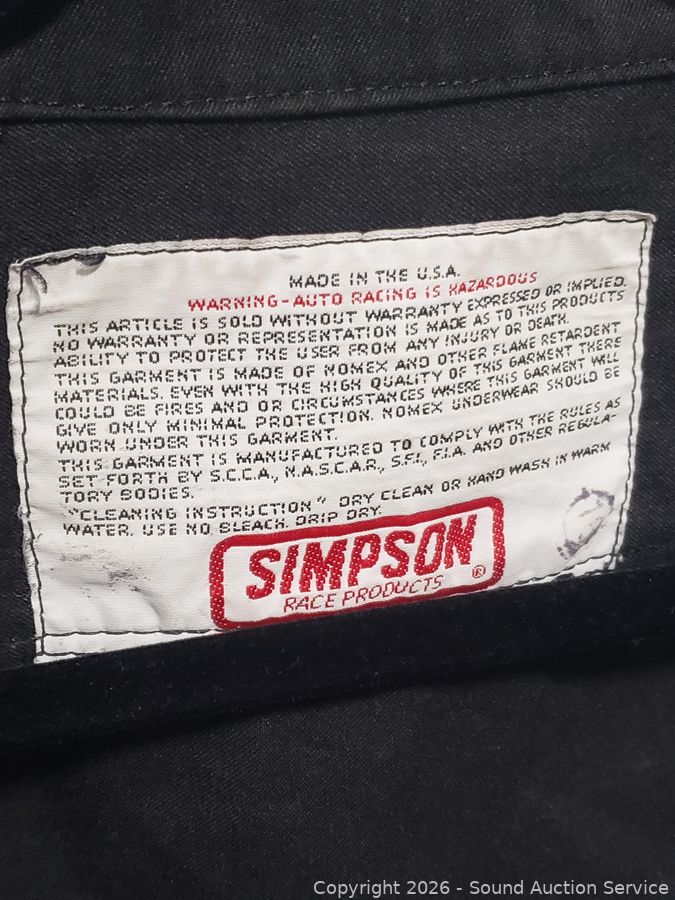 MADE IN THE U.S.A.
WARNING-AUTO RACING IS HAZARDOUS
THIS ARTICLE IS SOLD WITHOUT WARRANTY EXPRESSED OR IMPLIED.
NO WARRANTY OR REPRESENTATION IS MADE AS TO THIS PRODUCTS
ABILITY TO PROTECT THE USER FROM ANY INJURY OR DEATH.
THIS GARMENT IS MADE OF NOMEX AND OTHER FLAME RETARDENT
MATERIALS. EVEN WITH THE HIGH QUALITY OF THIS GARMENT THERE
COULD BE FIRES AND OR CIRCUMSTANCES WHERE THIS GARMENT WILL
GIVE ONLY MINIMAL PROTECTION. NOMEX UNDERWEAR SHOULD BE
WORN UNDER THIS GARMENT.
THIS GARMENT IS MANUFACTURED TO COMPLY WITH THE RULES AS
SET FORTH BY S.C.C.A., N.A.S.C.A.R., S.F.I., F.I.A. AND OTHER REGULA-
TORY BODIES.
"CLEANING INSTRUCTION" DRY CLEAN OR HAND WASH IN WARM
WATER. USE NO BLEACH. DRIP DRY.
SIMPSON
RACE PRODUCTS ®
Copyright 2026 - Sound Auction Service